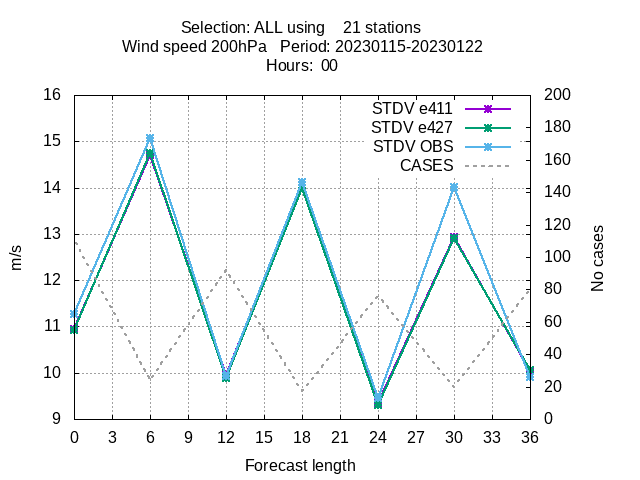 Selection: ALL using    21 stations
Wind speed 200hPa   Period: 20230115-20230122
Hours:  00
STDV e411
STDV e427
STDV OBS
CASES
m/s
16
15
14
13
12
11
10
9
200
180
160
140
120
100
80
60
40
20
0
No cases
0 3 6 9 12 15 18 21 24 27 30 33 36
Forecast length